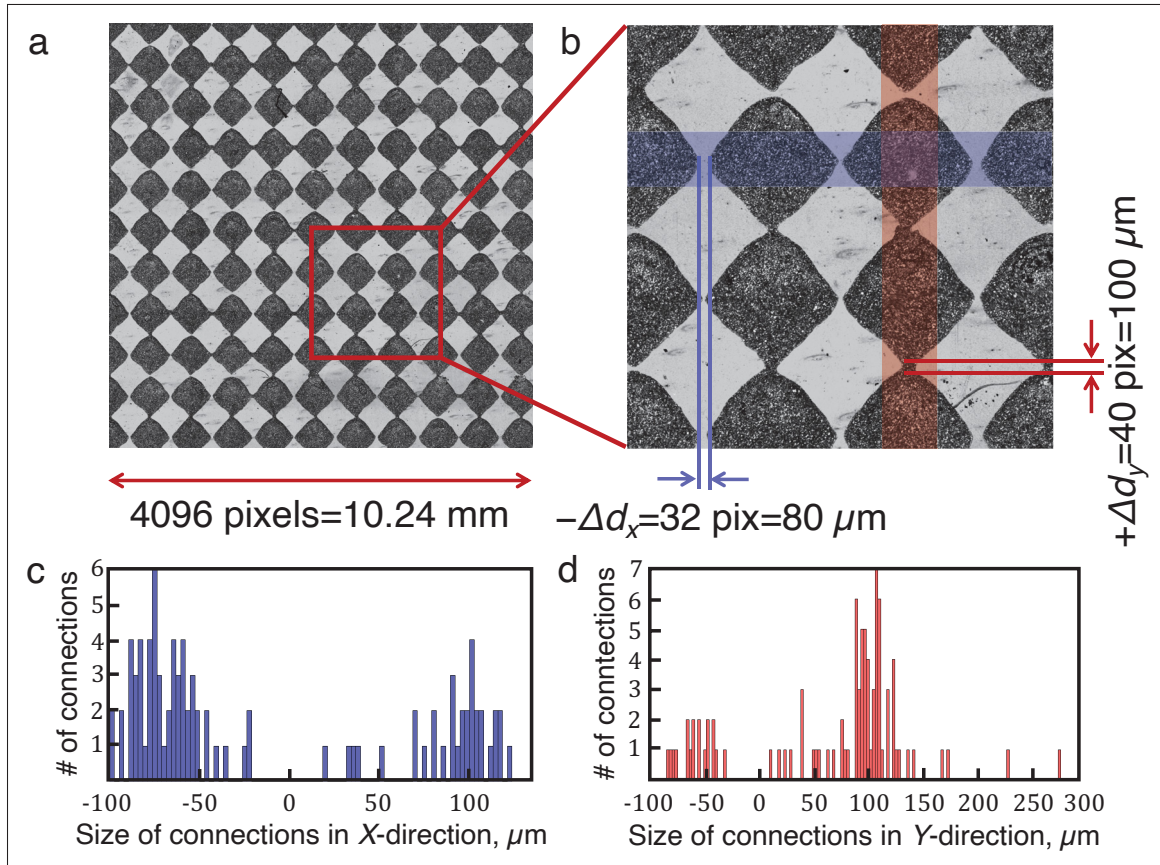 a
b
4096 pixels=10.24 mm
−Δdx=32 pix=80 µm
+Δdy=40 pix=100 µm
c
# of connections
6
5
4
3
2
1
-100
-50
0
50
100
Size of connections in X-direction, µm
d
# of conntections
7
6
5
4
3
2
1
-100
-50
0
50
100
150
200
250
300
Size of connections in Y-direction, µm